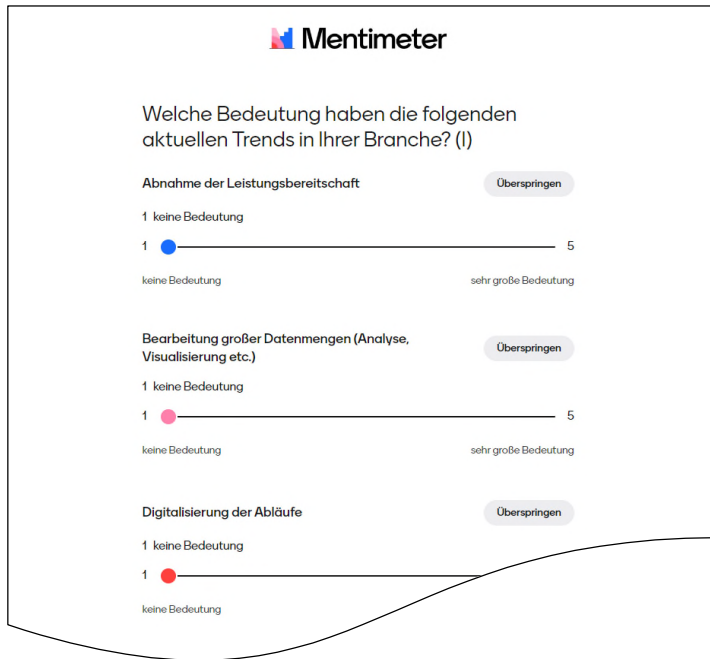 Mentimeter
Welche Bedeutung haben die folgenden
aktuellen Trends in Ihrer Branche? (I)
Abnahme der Leistungsbereitschaft
Überspringen
1 keine Bedeutung
1 5
keine Bedeutung sehr große Bedeutung
Bearbeitung großer Datenmengen (Analyse,
Visualisierung etc.)
Überspringen
1 keine Bedeutung
1 5
keine Bedeutung sehr große Bedeutung
Digitalisierung der Abläufe
Überspringen
1 keine Bedeutung
1
keine Bedeutung